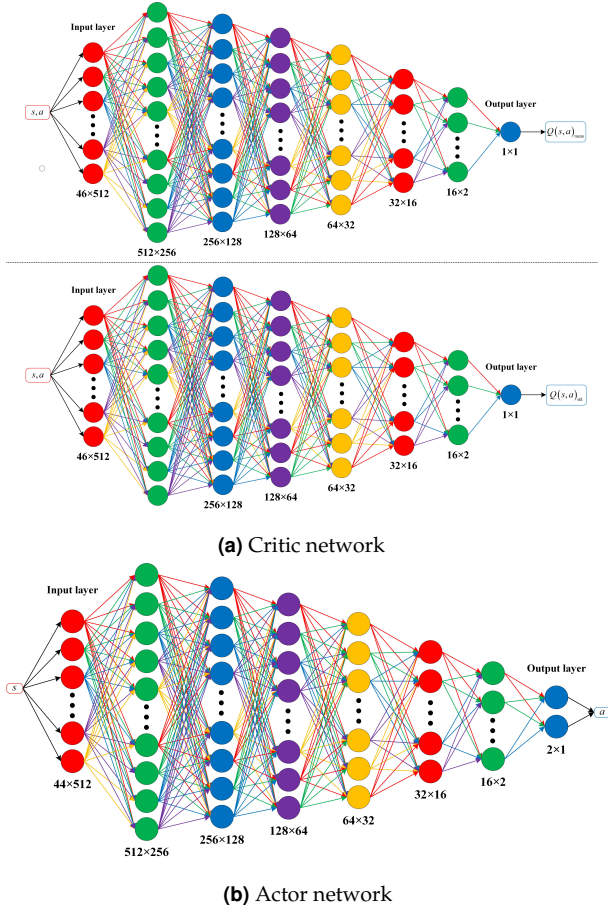 Input layer
s,a
46×512
512×256
256×128
128×64
64×32
32×16
16×2
Output layer
1×1
Input layer
s,a
46×512
256×128
128×64
64×32
32×16
16×2
Output layer
1×1
(a) Critic network
Input layer
s
44×512
512×256
256×128
128×64
64×32
32×16
16×2
Output layer
2×1
a
(b) Actor network